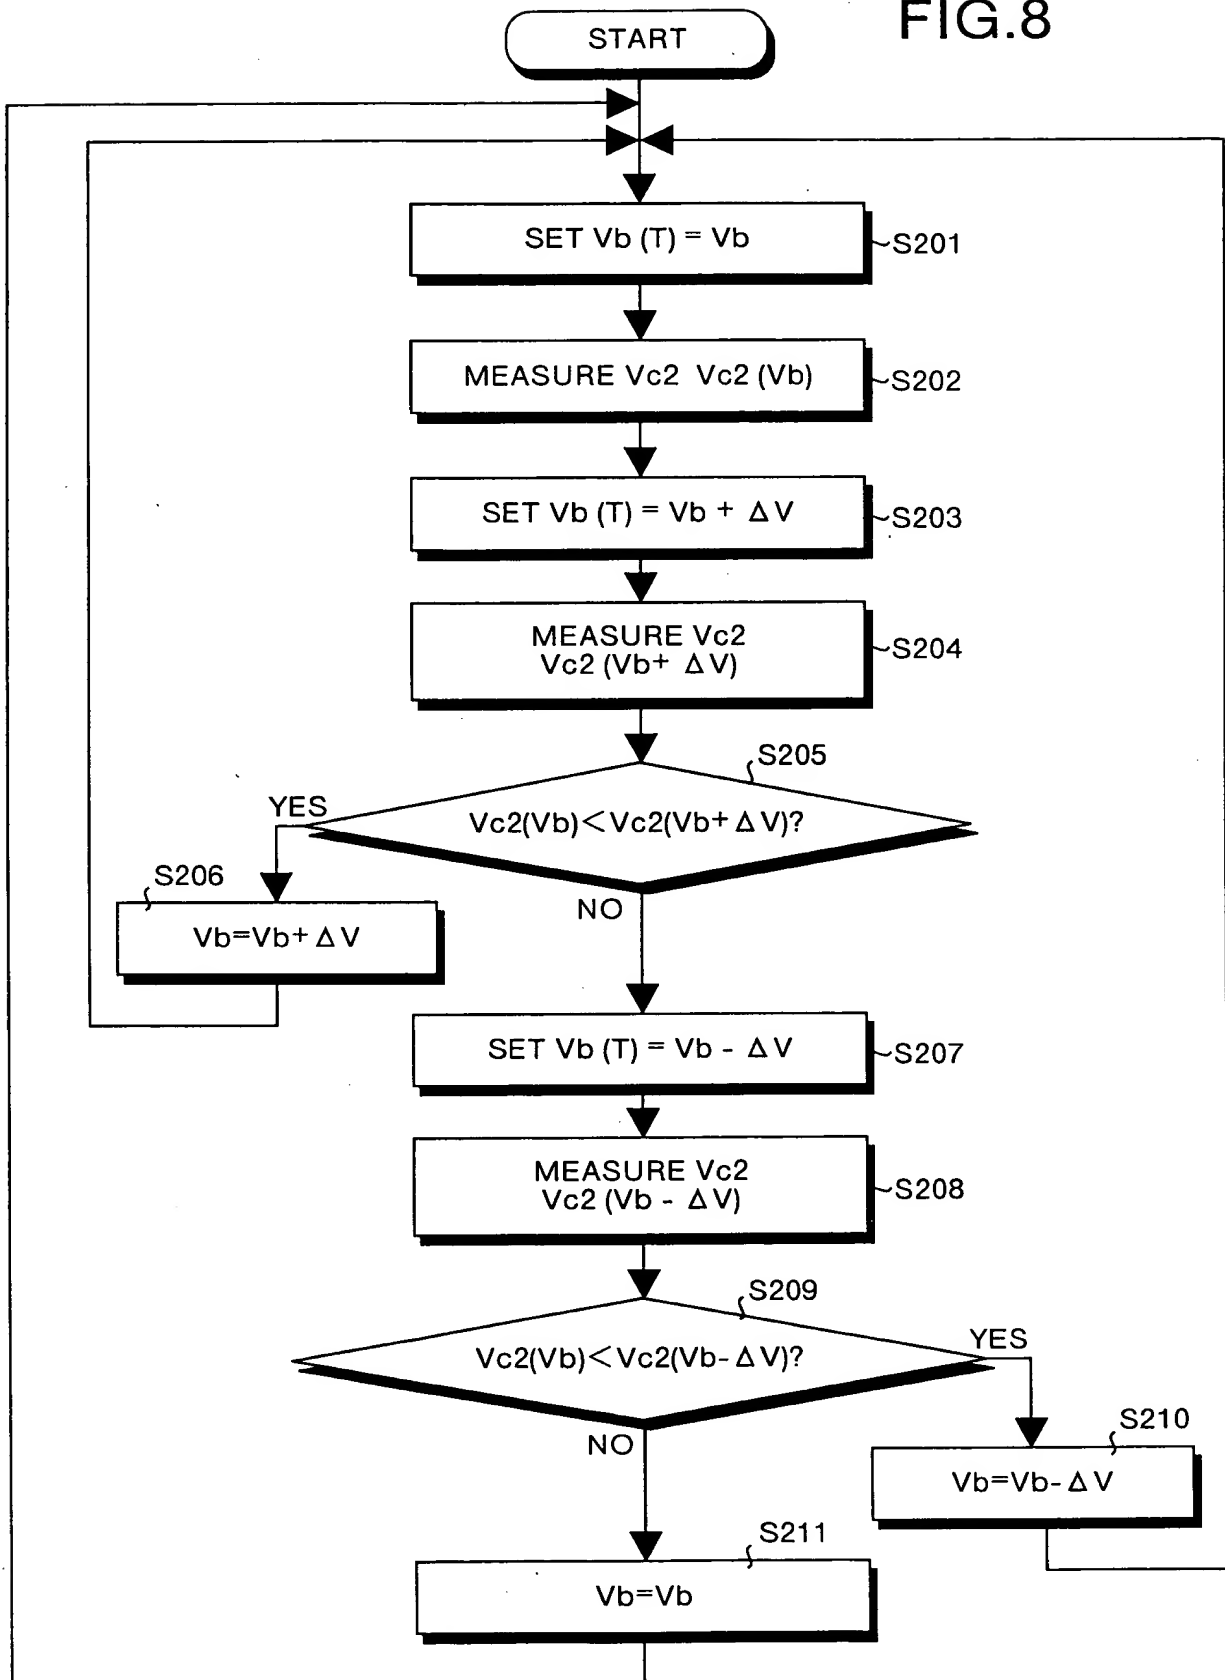 FIG.8
START
SET Vb (T) = Vb
S201
MEASURE Vc2 Vc2 (Vb)
S202
SET Vb (T) = Vb + ΔV
S203
MEASURE Vc2
Vc2 (Vb+ ΔV)
S204
S205
YES
Vc2(Vb)<Vc2(Vb+ΔV)?
S206
NO
Vb=Vb+ΔV
SET Vb (T) = Vb - ΔV
S207
MEASURE Vc2
Vc2 (Vb - ΔV)
S208
S209
YES
Vc2(Vb)<Vc2(Vb-ΔV)?
S210
NO
Vb=Vb-ΔV
S211
Vb=Vb